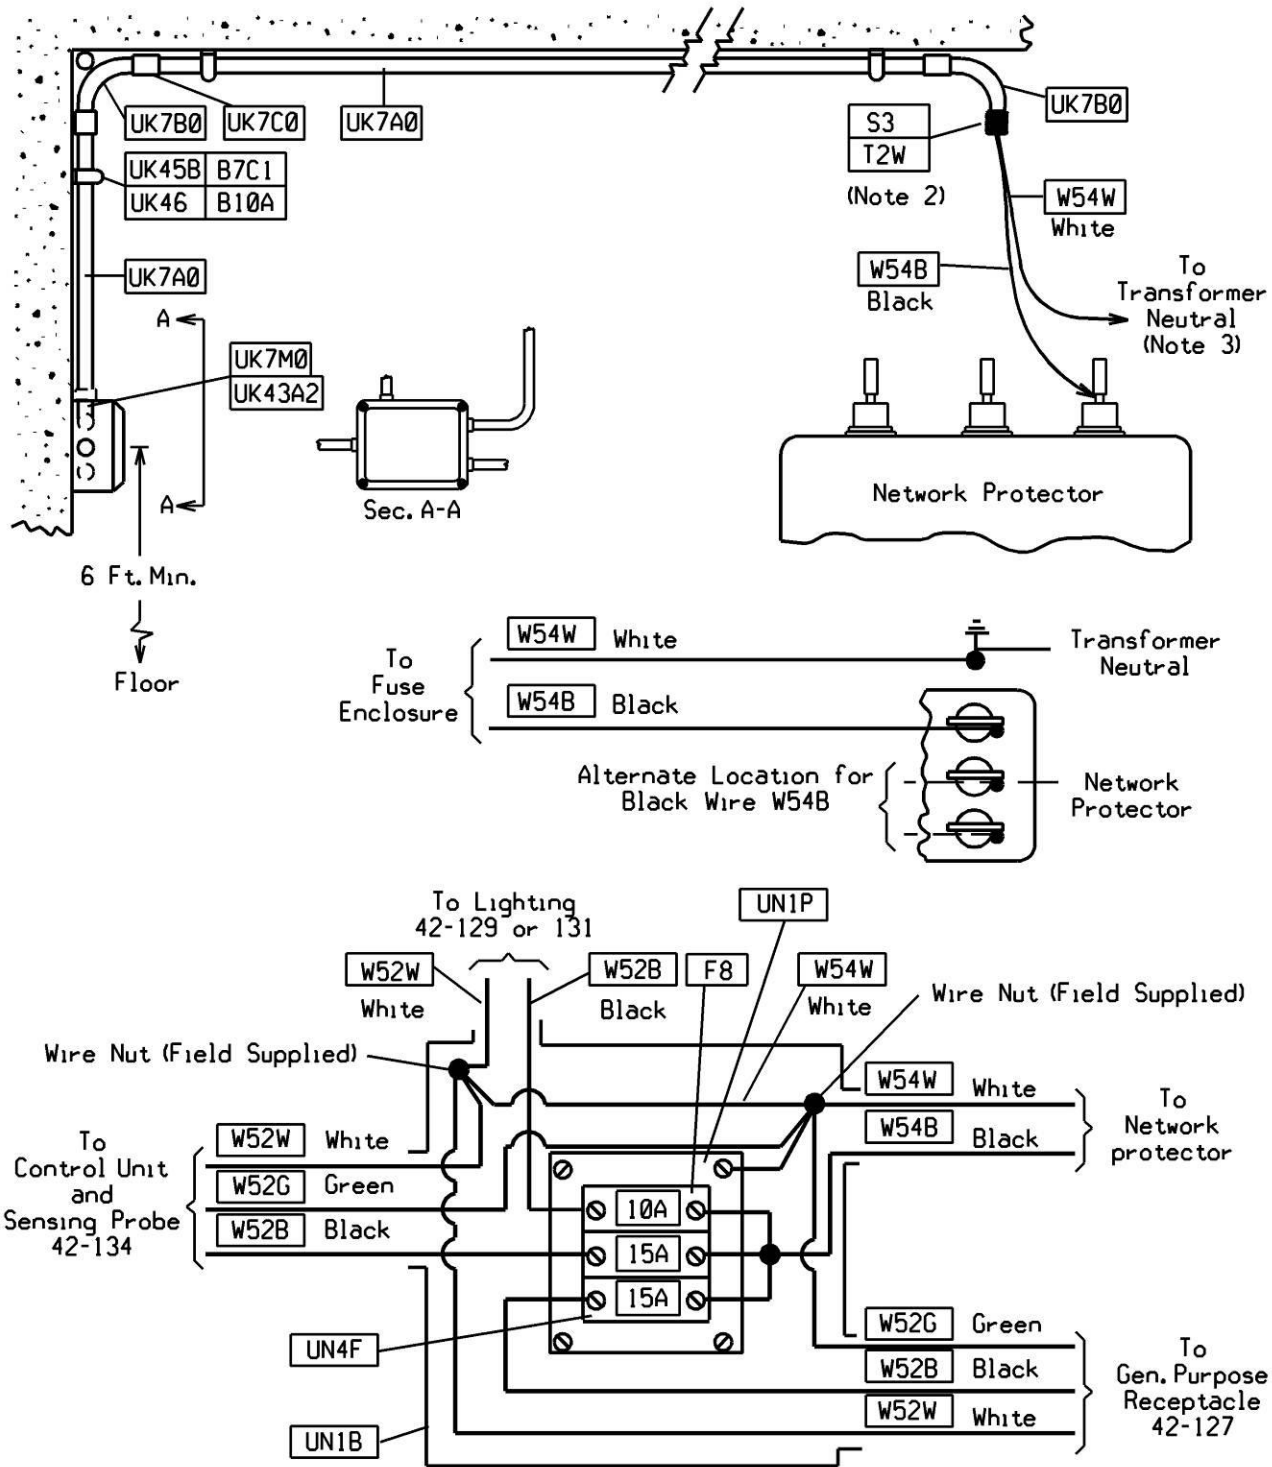 UK7B0
UK7C0
UK7A0
UK7B0
S3
T2W
(Note 2)
UK45B B7C1
UK46 B10A
W54W
White
W54B
Black
To
Transformer
Neutral
(Note 3)
UK7A0
A
UK7M0
UK43A2
A
Sec. A-A
Network Protector
6 Ft. Min.
Floor
To
Fuse
Enclosure
W54W White
W54B Black
Transformer
Neutral
Alternate Location for
Black Wire W54B
Network
Protector
To Lighting
42-129 or 131
UN1P
W52W
White
W52B
Black
F8
W54W
White
Wire Nut (Field Supplied)
Wire Nut (Field Supplied)
W54W White
W54B Black
To
Network
protector
To
Control Unit
and
Sensing Probe
42-134
W52W White
W52G Green
W52B Black
10A
15A
15A
UN4F
UN1B
W52G Green
W52B Black
W52W White
To
Gen. Purpose
Receptacle
42-127